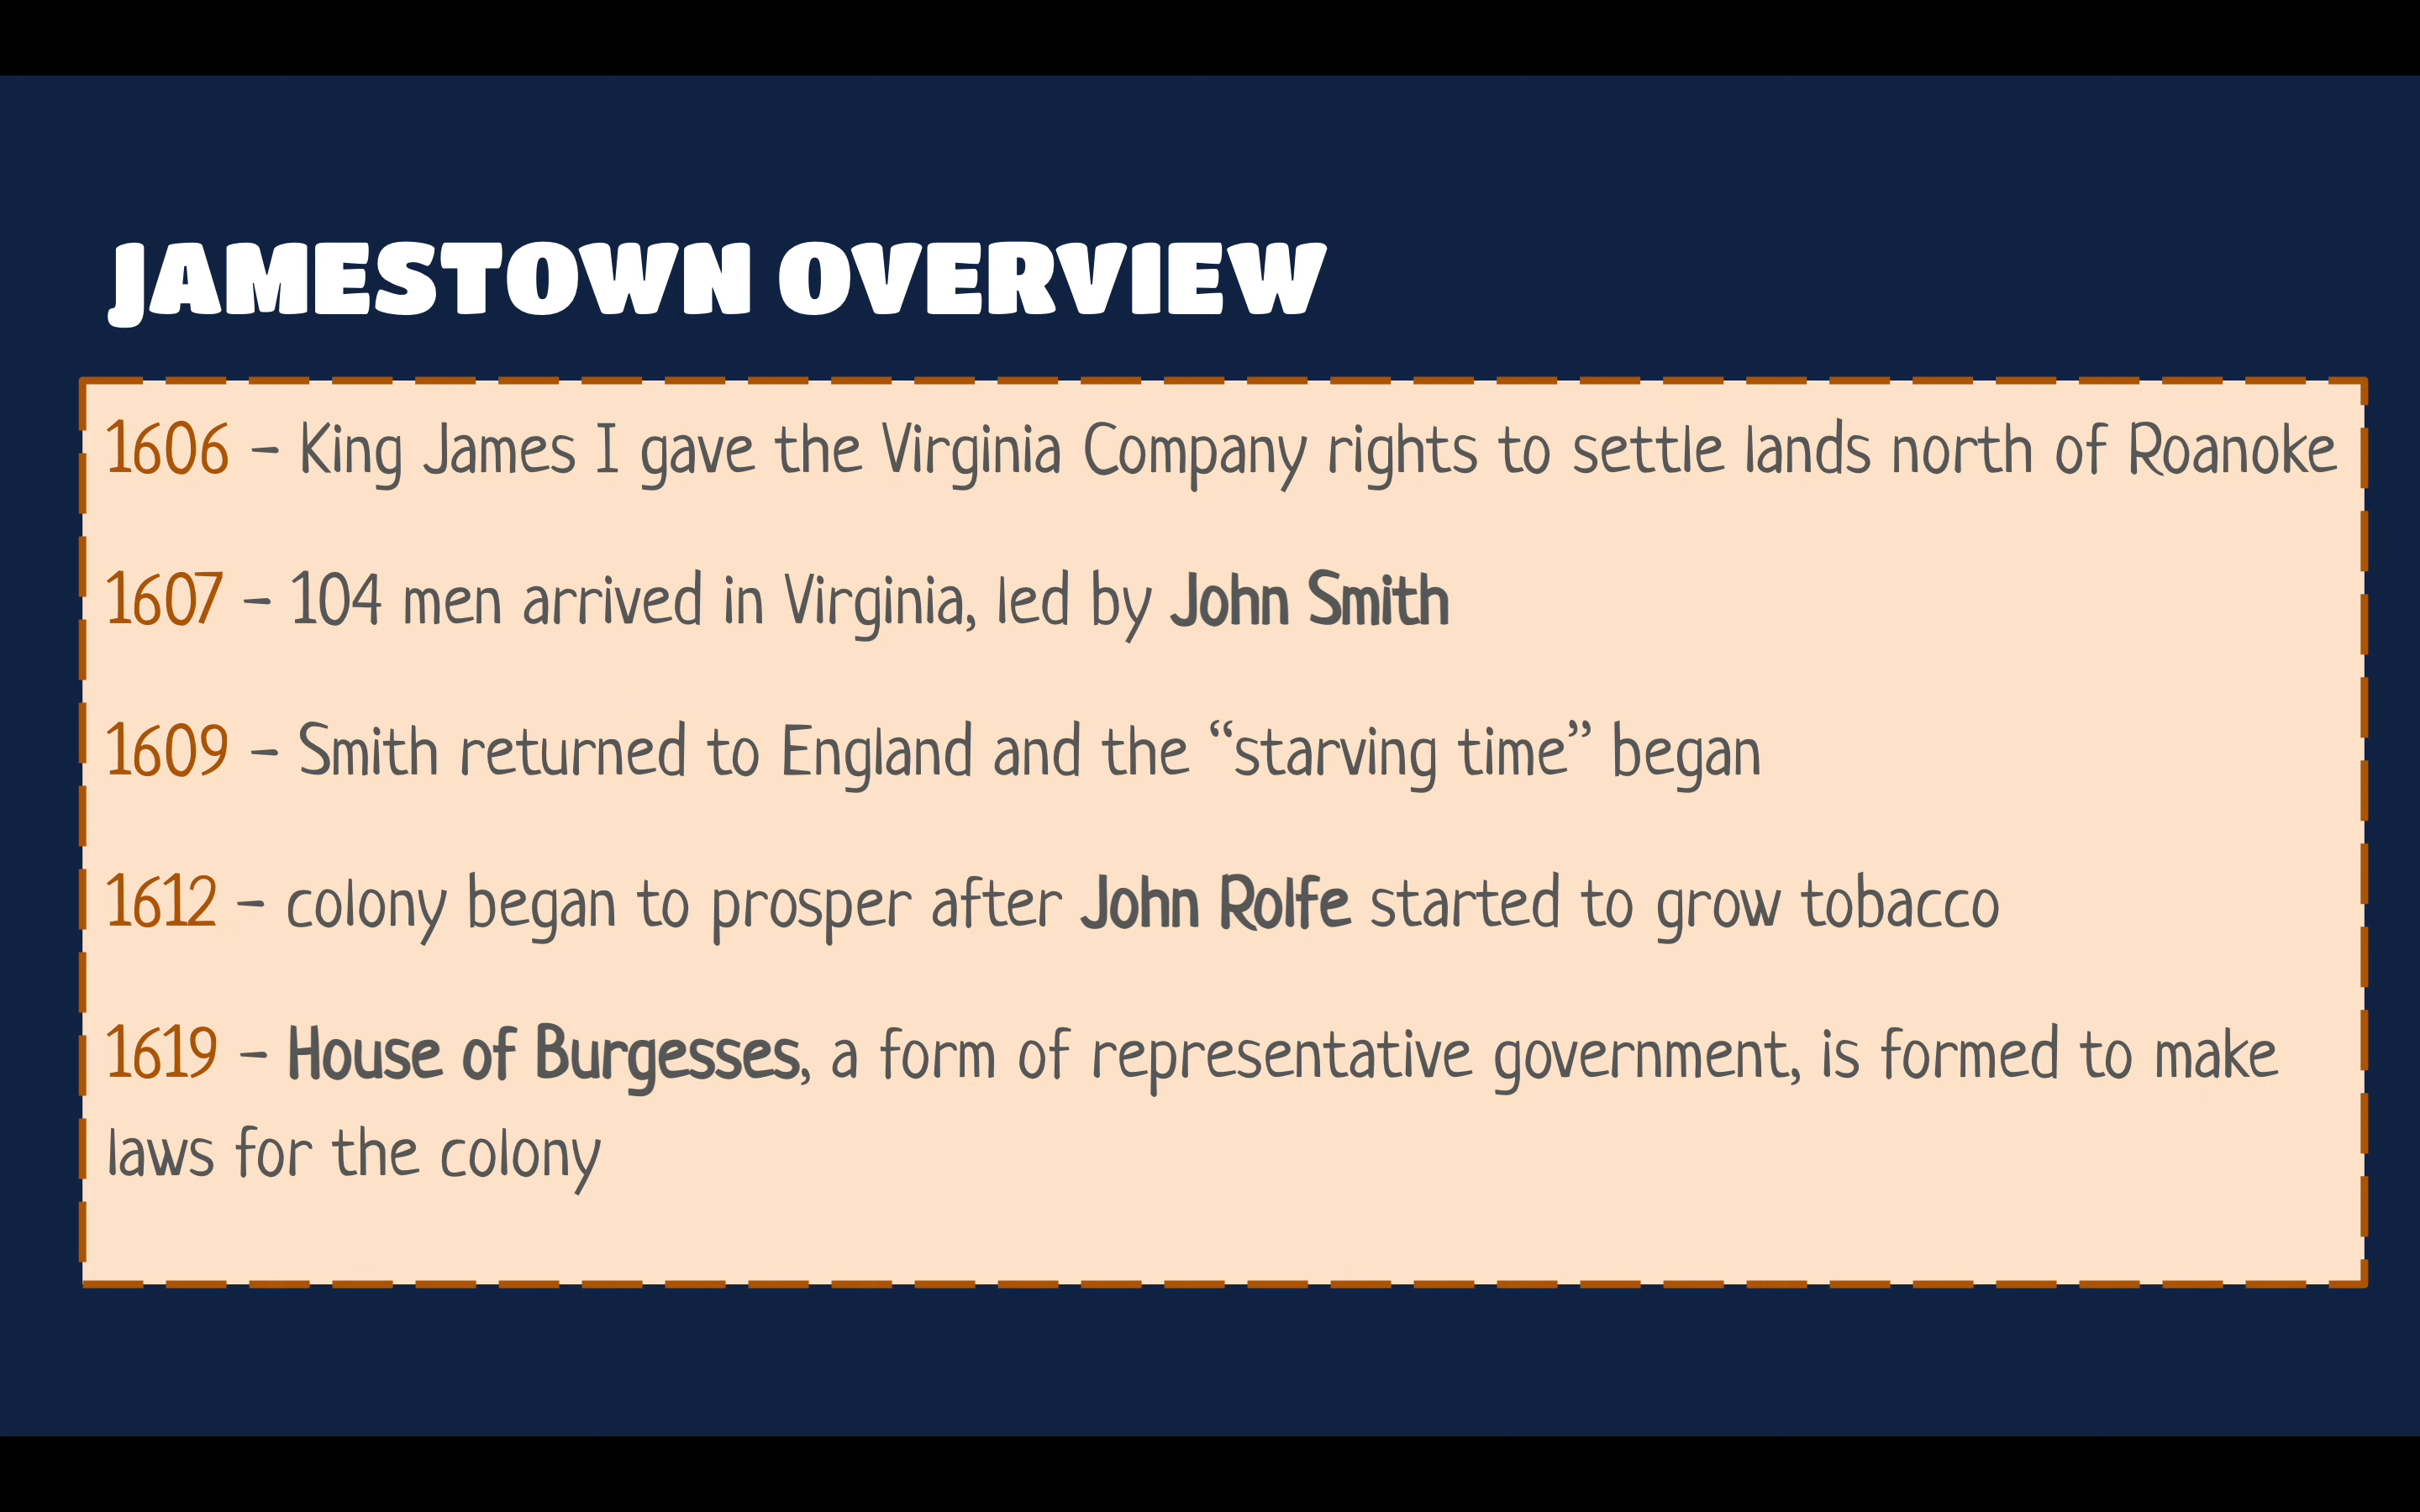 JAMESTOWN OVERVIEW
1606 - King James I gave the Virginia Company rights to settle lands north of Roanoke
1607 - 104 men arrived in Virginia, led by John Smith
1609 - Smith returned to England and the “starving time” began
1612 - colony began to prosper after John Rolfe started to grow tobacco
1619 - House of Burgesses, a form of representative government, is formed to make
laws for the colony